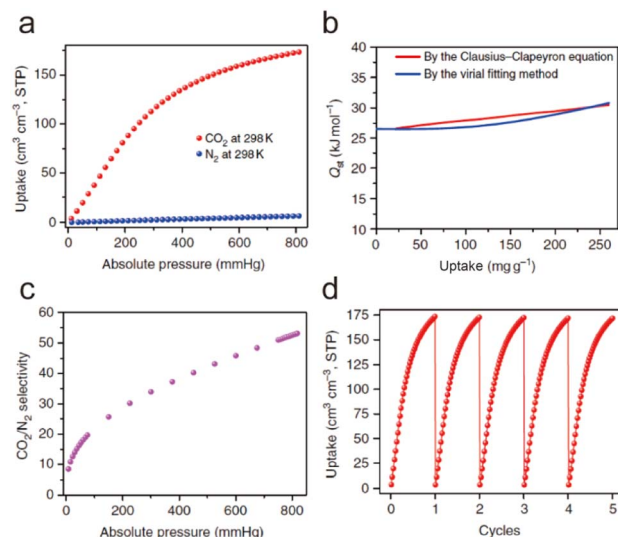 a
Uptake (cm³ cm⁻³, STP)
150
100
50
0
CO₂ at 298 K
N₂ at 298 K
0 200 400 600 800
Absolute pressure (mmHg)
b
Qst (kJ mol⁻¹)
40
35
30
25
20
15
10
By the Clausius–Clapeyron equation
By the virial fitting method
0 50 100 150 200 250
Uptake (mg g⁻¹)
c
CO₂/N₂ selectivity
60
50
40
30
20
10
0
0 200 400 600 800
Absolute pressure (mmHg)
d
Uptake (cm³ cm⁻³, STP)
175
150
125
100
75
50
25
0
0 1 2 3 4 5
Cycles